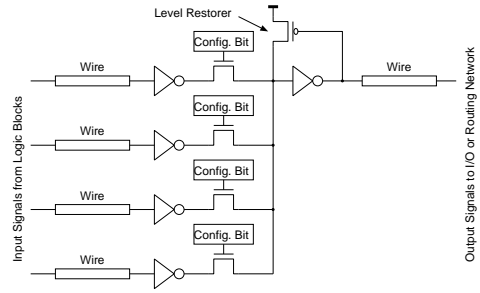 Level Restorer
Config. Bit
Wire
Wire
Config. Bit
Wire
Config. Bit
Wire
Config. Bit
Wire
Input Signals from Logic Blocks
Output Signals to I/O or Routing Network